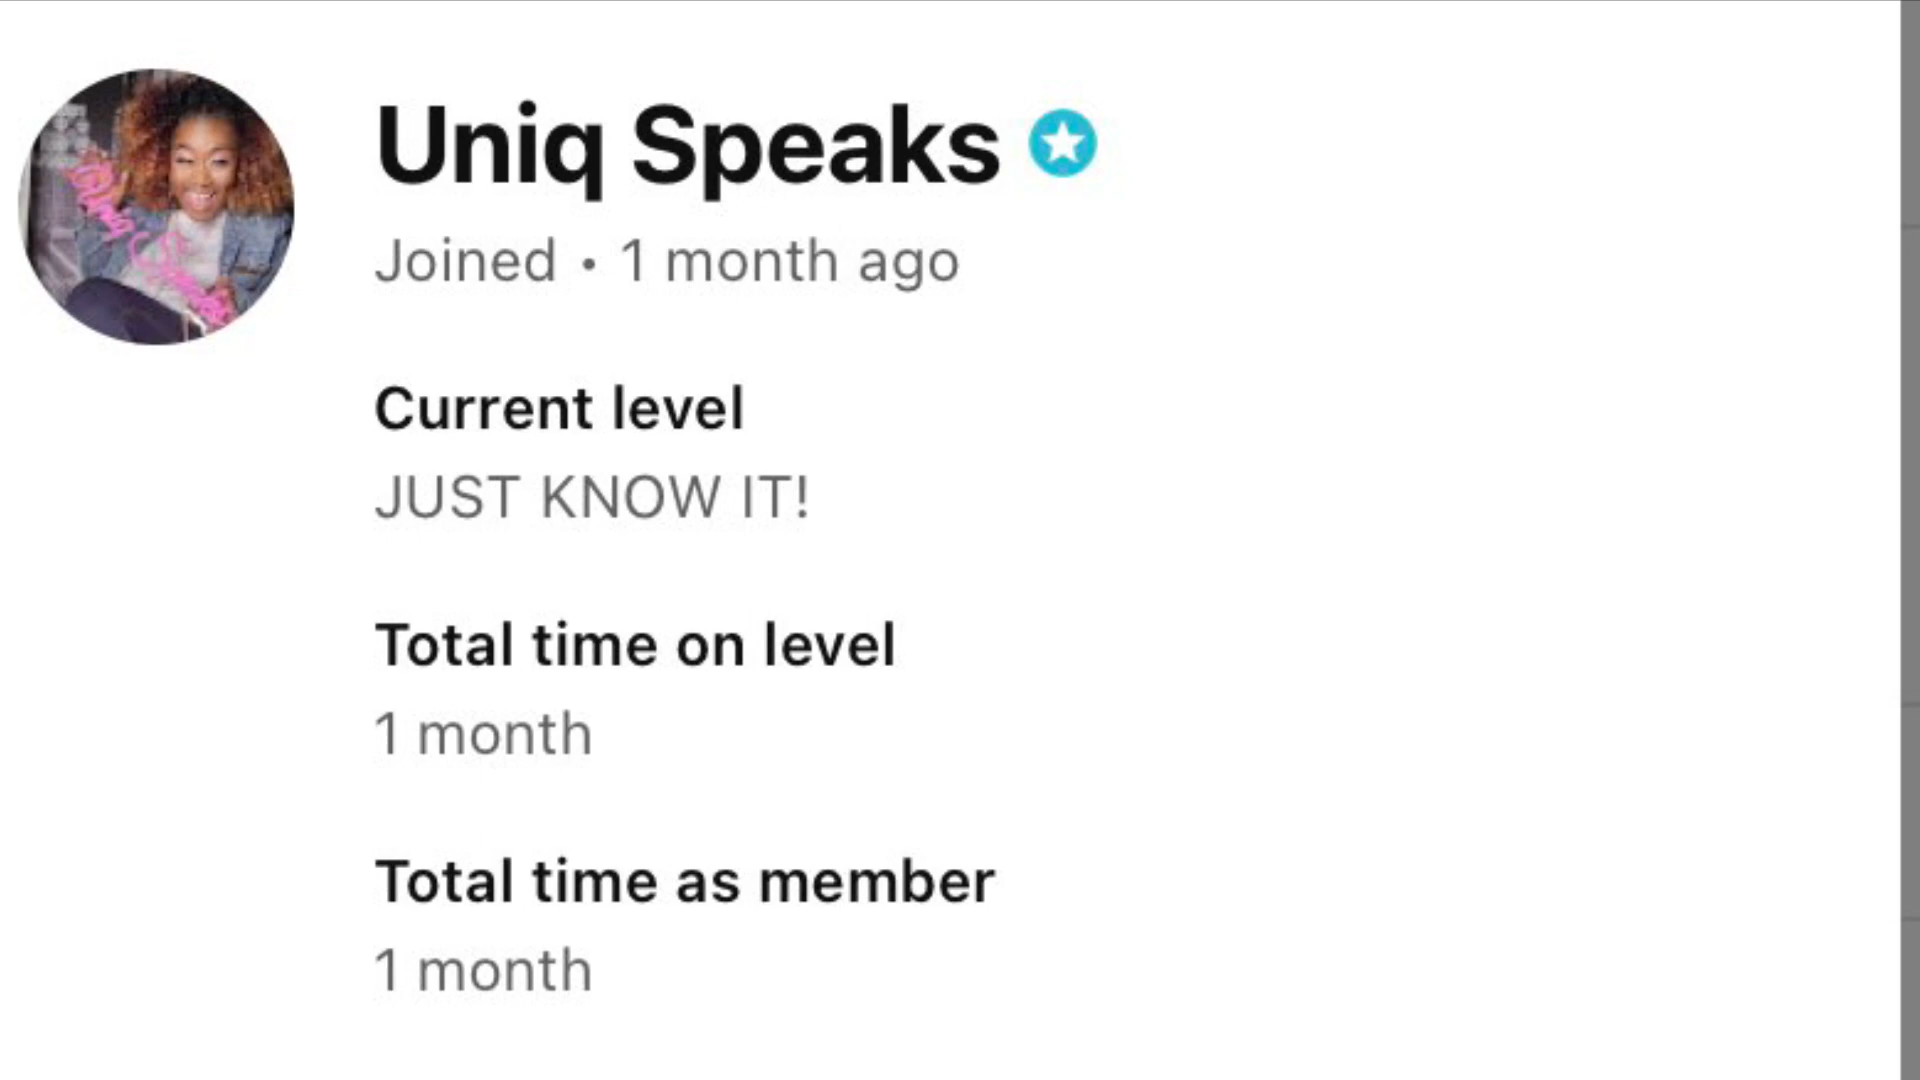 Uniq Speaks
Joined • 1 month ago
Current level
JUST KNOW IT!
Total time on level
1 month
Total time as member
1 month